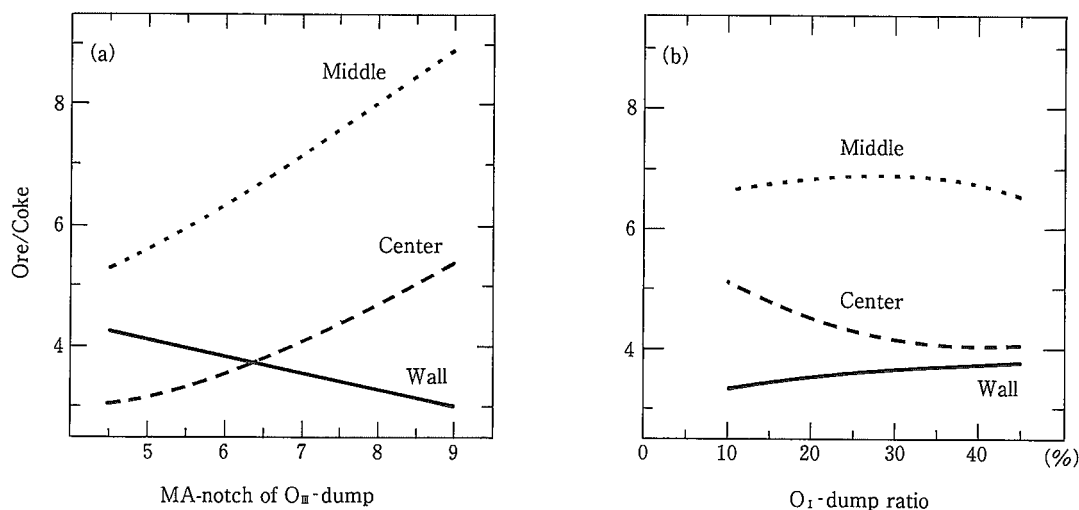 (a)
Middle
Center
Wall
Ore/Coke
8
6
4
5 6 7 8 9
MA-notch of OⅢ-dump
(b)
Middle
Center
Wall
8
6
4
0 10 20 30 40 (%)
OⅠ-dump ratio